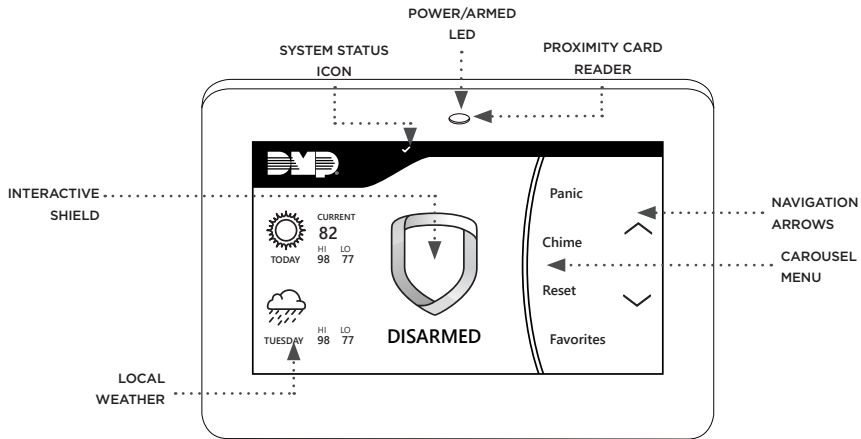 POWER/ARMED
LED
SYSTEM STATUS
ICON
PROXIMITY CARD
READER
DMP
INTERACTIVE
SHIELD
NAVIGATION
ARROWS
CAROUSEL
MENU
Panic
Chime
Reset
Favorites
CURRENT
82
HI LO
TODAY 98 77
HI LO
TUESDAY 98 77
DISARMED
LOCAL
WEATHER